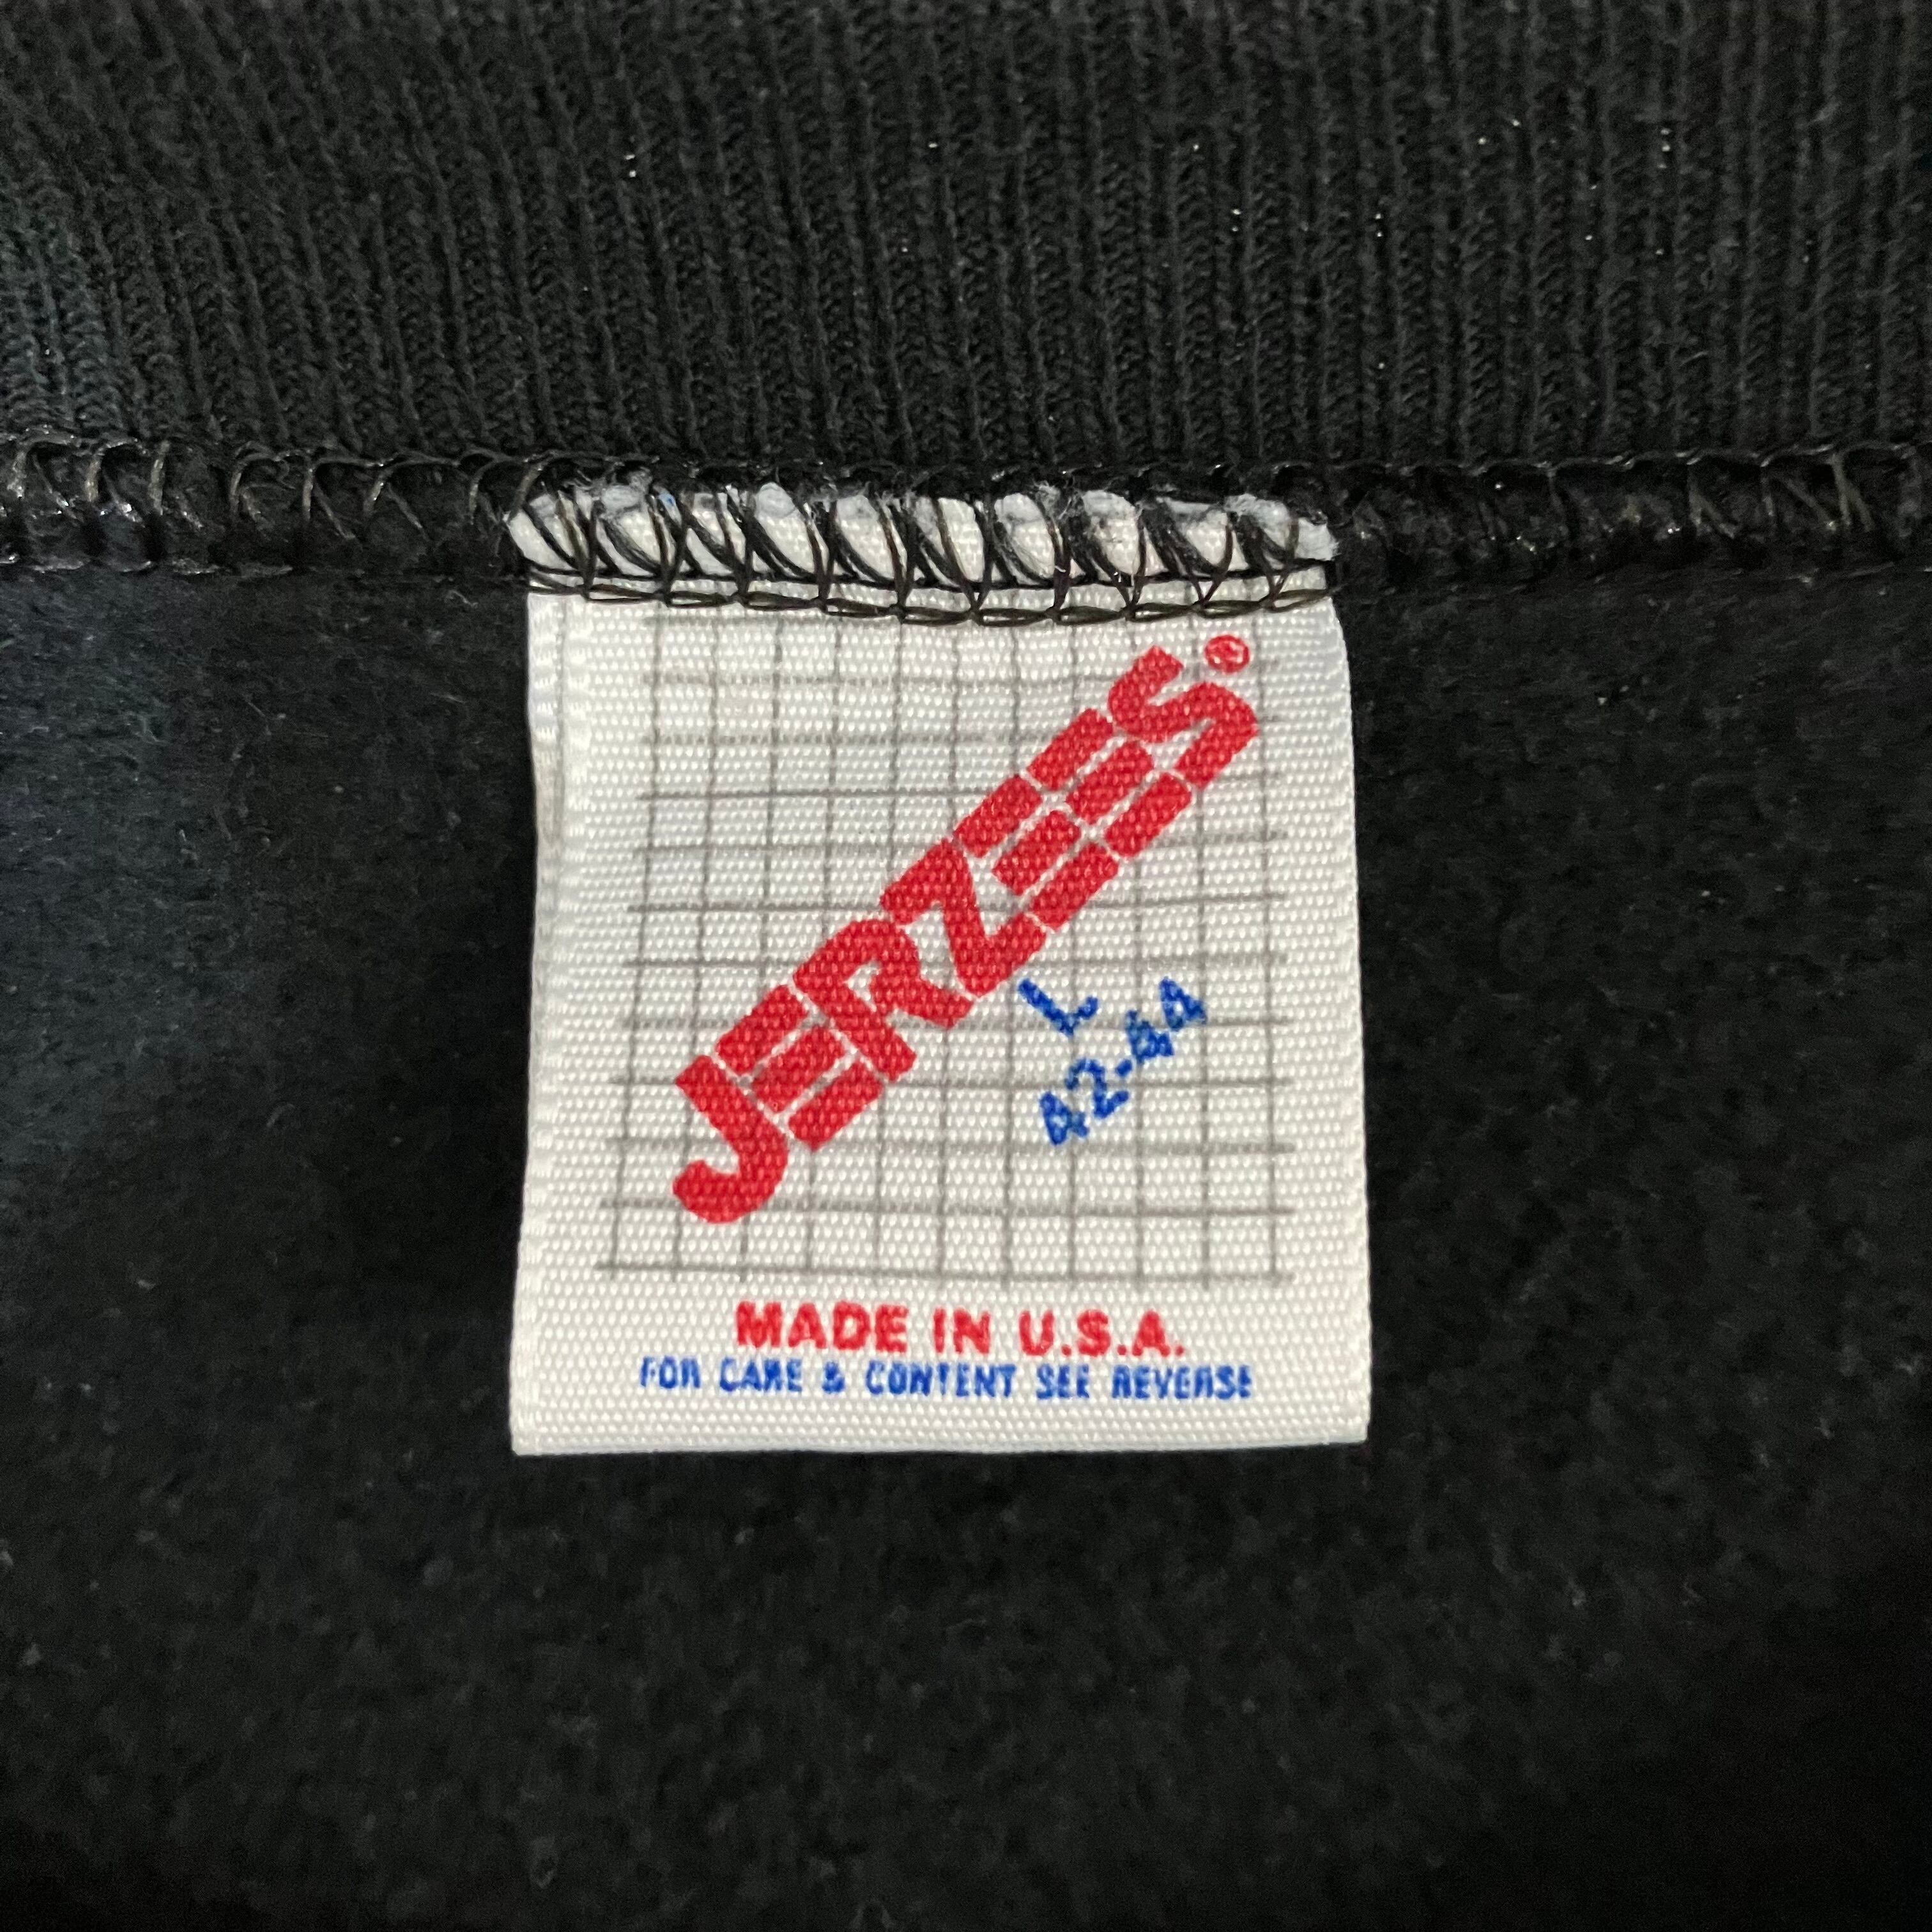 JERZEES®
L
42-44
MADE IN U.S.A.
FOR CARE & CONTENT SEE REVERSE